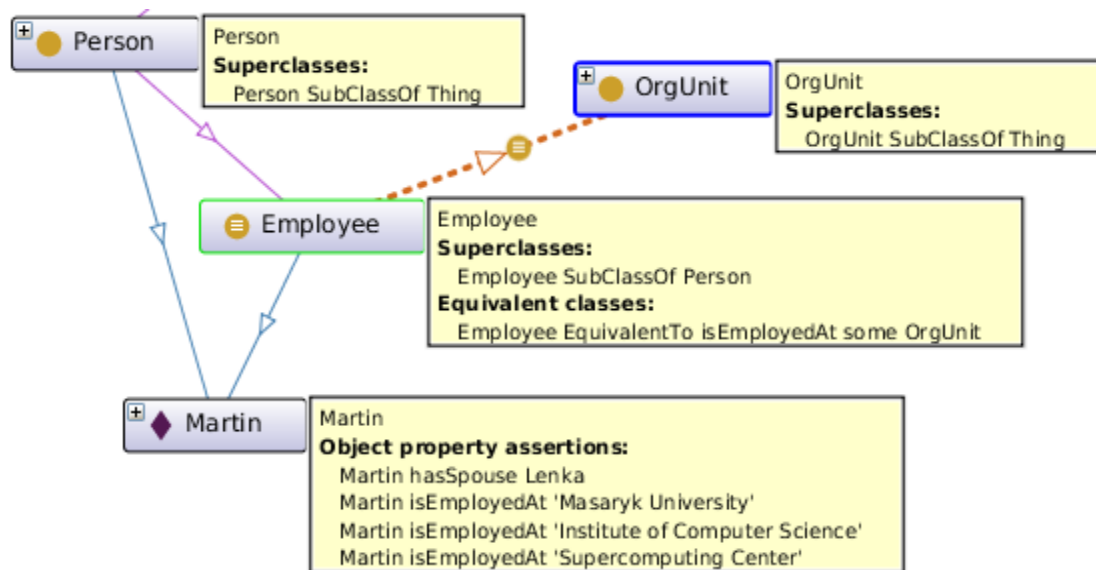 Person
Person
Superclasses:
Person SubClassOf Thing
OrgUnit
OrgUnit
Superclasses:
OrgUnit SubClassOf Thing
Employee
Employee
Superclasses:
Employee SubClassOf Person
Equivalent classes:
Employee EquivalentTo isEmployedAt some OrgUnit
Martin
Martin
Object property assertions:
Martin hasSpouse Lenka
Martin isEmployedAt 'Masaryk University'
Martin isEmployedAt 'Institute of Computer Science'
Martin isEmployedAt 'Supercomputing Center'